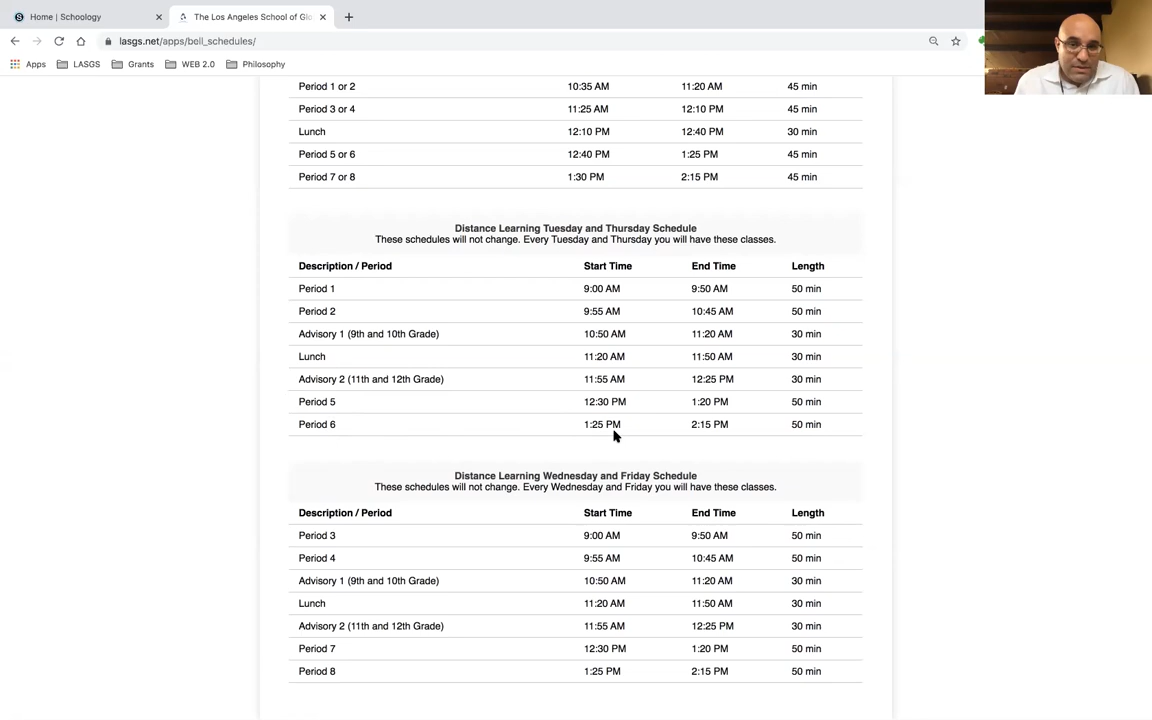 Home | Schoology
The Los Angeles School of Glo
lasgs.net/apps/bell_schedules/
Apps LASGS Grants WEB 2.0 Philosophy
Period 1 or 2 10:35 AM 11:20 AM 45 min
Period 3 or 4 11:25 AM 12:10 PM 45 min
Lunch 12:10 PM 12:40 PM 30 min
Period 5 or 6 12:40 PM 1:25 PM 45 min
Period 7 or 8 1:30 PM 2:15 PM 45 min
Distance Learning Tuesday and Thursday Schedule
These schedules will not change. Every Tuesday and Thursday you will have these classes.
Description / Period Start Time End Time Length
Period 1 9:00 AM 9:50 AM 50 min
Period 2 9:55 AM 10:45 AM 50 min
Advisory 1 (9th and 10th Grade) 10:50 AM 11:20 AM 30 min
Lunch 11:20 AM 11:50 AM 30 min
Advisory 2 (11th and 12th Grade) 11:55 AM 12:25 PM 30 min
Period 5 12:30 PM 1:20 PM 50 min
Period 6 1:25 PM 2:15 PM 50 min
Distance Learning Wednesday and Friday Schedule
These schedules will not change. Every Wednesday and Friday you will have these classes.
Description / Period Start Time End Time Length
Period 3 9:00 AM 9:50 AM 50 min
Period 4 9:55 AM 10:45 AM 50 min
Advisory 1 (9th and 10th Grade) 10:50 AM 11:20 AM 30 min
Lunch 11:20 AM 11:50 AM 30 min
Advisory 2 (11th and 12th Grade) 11:55 AM 12:25 PM 30 min
Period 7 12:30 PM 1:20 PM 50 min
Period 8 1:25 PM 2:15 PM 50 min